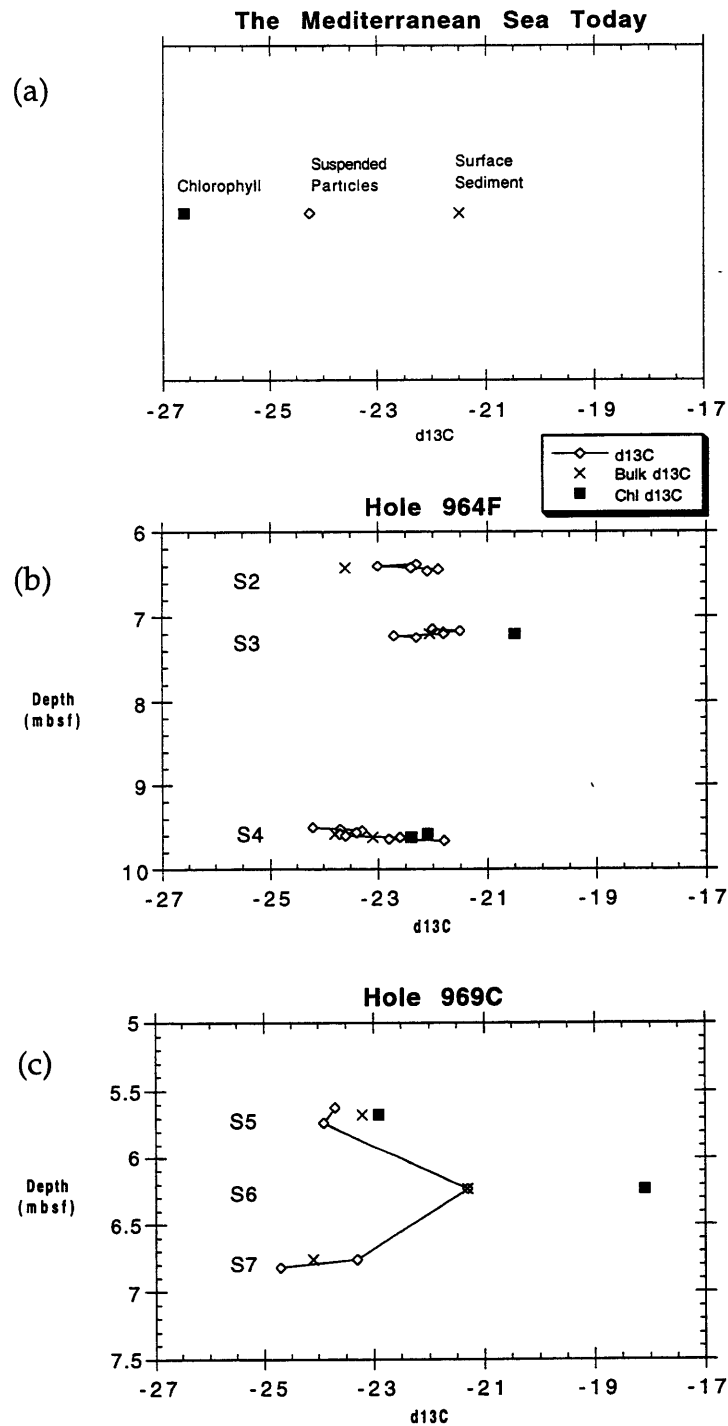 The Mediterranean Sea Today
(a)
Chlorophyll
Suspended
Particles
Surface
Sediment
-27 -25 -23 -21 -19 -17
d13C
d13C
Bulk d13C
Chl d13C
Hole 964F
(b)
6
S2
7
S3
Depth
(mbsf)
8
9
S4
10
-27 -25 -23 -21 -19 -17
d13C
Hole 969C
(c)
5
5.5
S5
6
Depth
(mbsf)
S6
6.5
S7
7
7.5
-27 -25 -23 -21 -19 -17
d13C